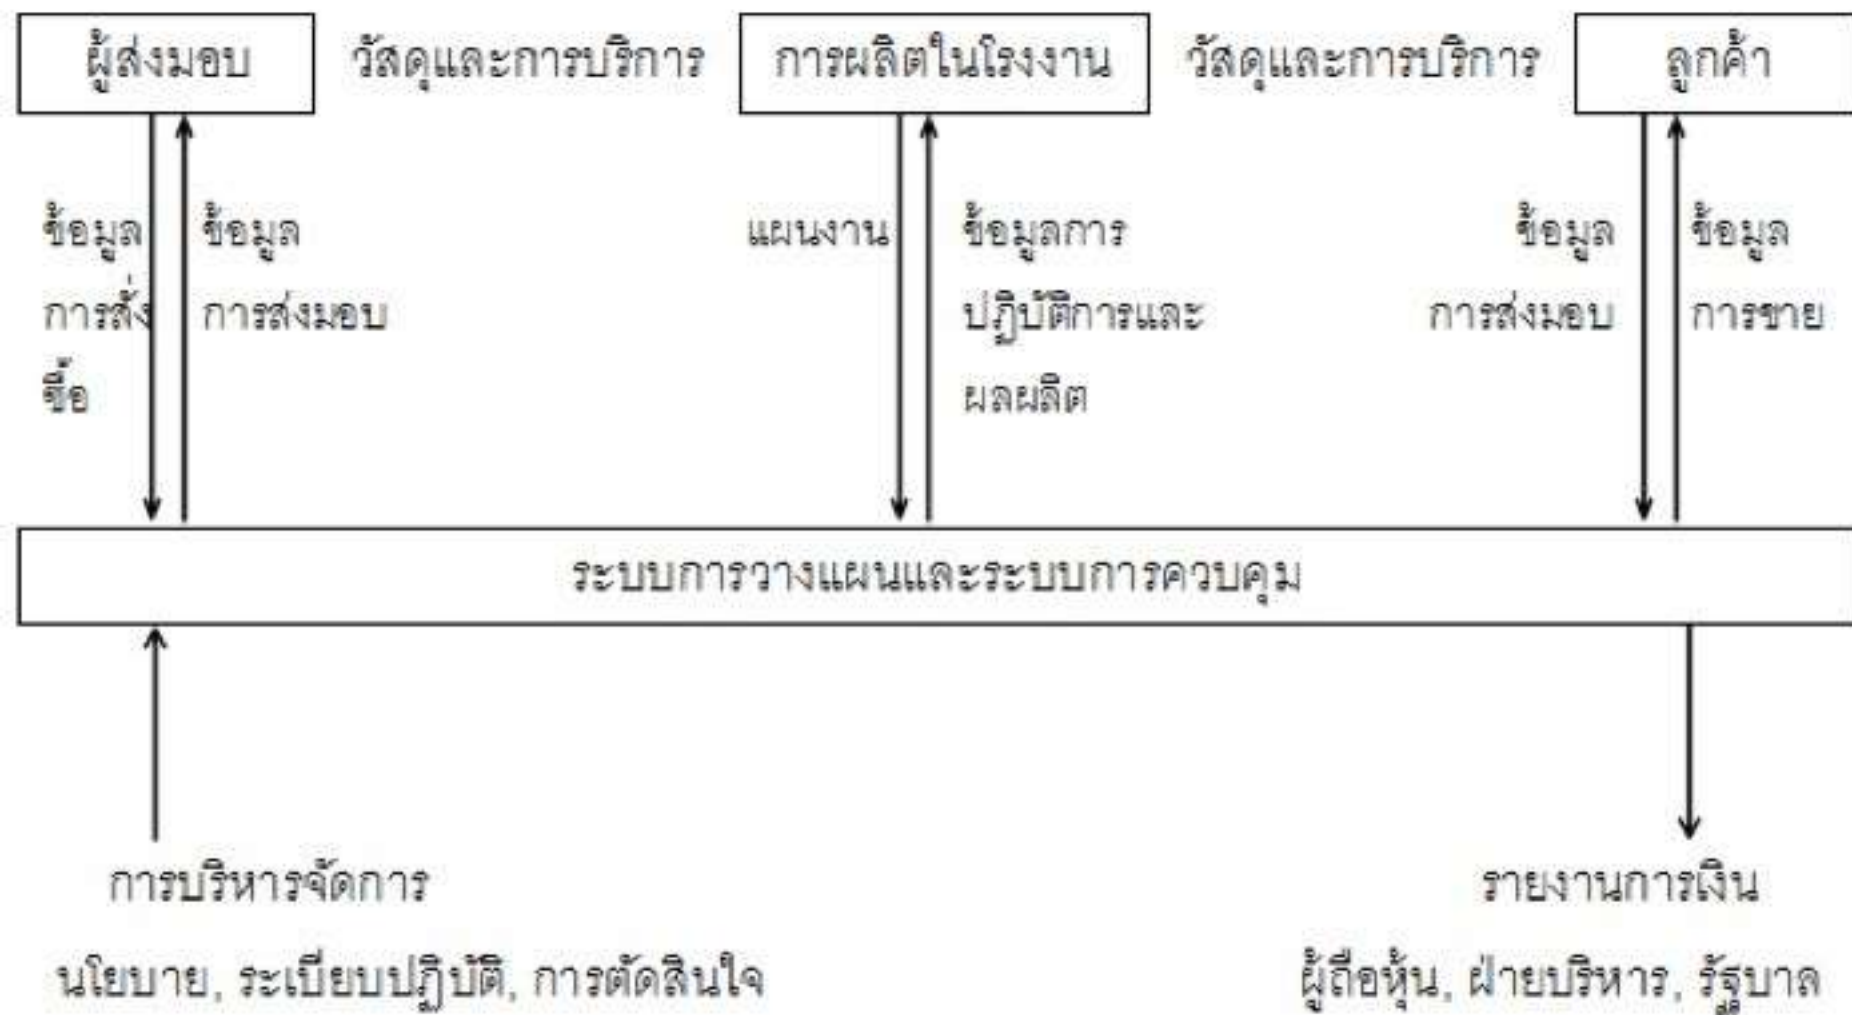 ผู้ส่งมอบ
วัสดุและการบริการ
การผลิตในโรงงาน
วัสดุและการบริการ
ลูกค้า
ข้อมูล
การสั่ง
ซื้อ
ข้อมูล
การส่งมอบ
แผนงาน
ข้อมูลการ
ปฏิบัติการและ
ผลผลิต
ข้อมูล
การส่งมอบ
ข้อมูล
การขาย
ระบบการวางแผนและระบบการควบคุม
การบริหารจัดการ
นโยบาย, ระเบียบปฏิบัติ, การตัดสินใจ
รายงานการเงิน
ผู้ถือหุ้น, ฝ่ายบริหาร, รัฐบาล